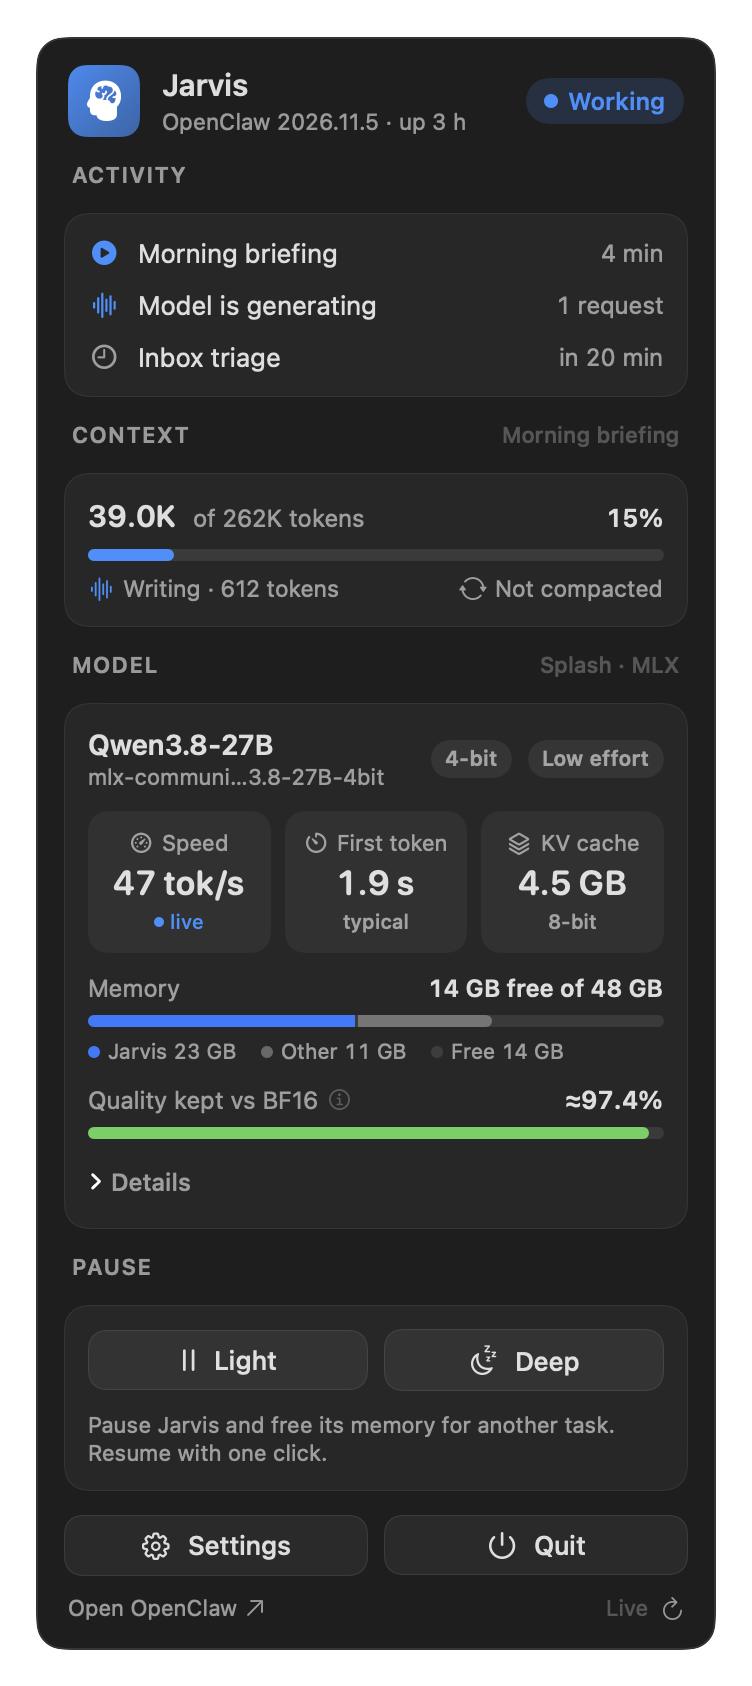 Jarvis
OpenClaw 2026.11.5 · up 3 h
Working
ACTIVITY
Morning briefing 4 min
Model is generating 1 request
Inbox triage in 20 min
CONTEXT Morning briefing
39.0K of 262K tokens 15%
Writing · 612 tokens Not compacted
MODEL Splash · MLX
Qwen3.8-27B
mlx-communi...3.8-27B-4bit
4-bit Low effort
Speed First token KV cache
47 tok/s 1.9 s 4.5 GB
live typical 8-bit
Memory 14 GB free of 48 GB
Jarvis 23 GB Other 11 GB Free 14 GB
Quality kept vs BF16 ≈97.4%
Details
PAUSE
Light Deep
Pause Jarvis and free its memory for another task.
Resume with one click.
Settings Quit
Open OpenClaw Live